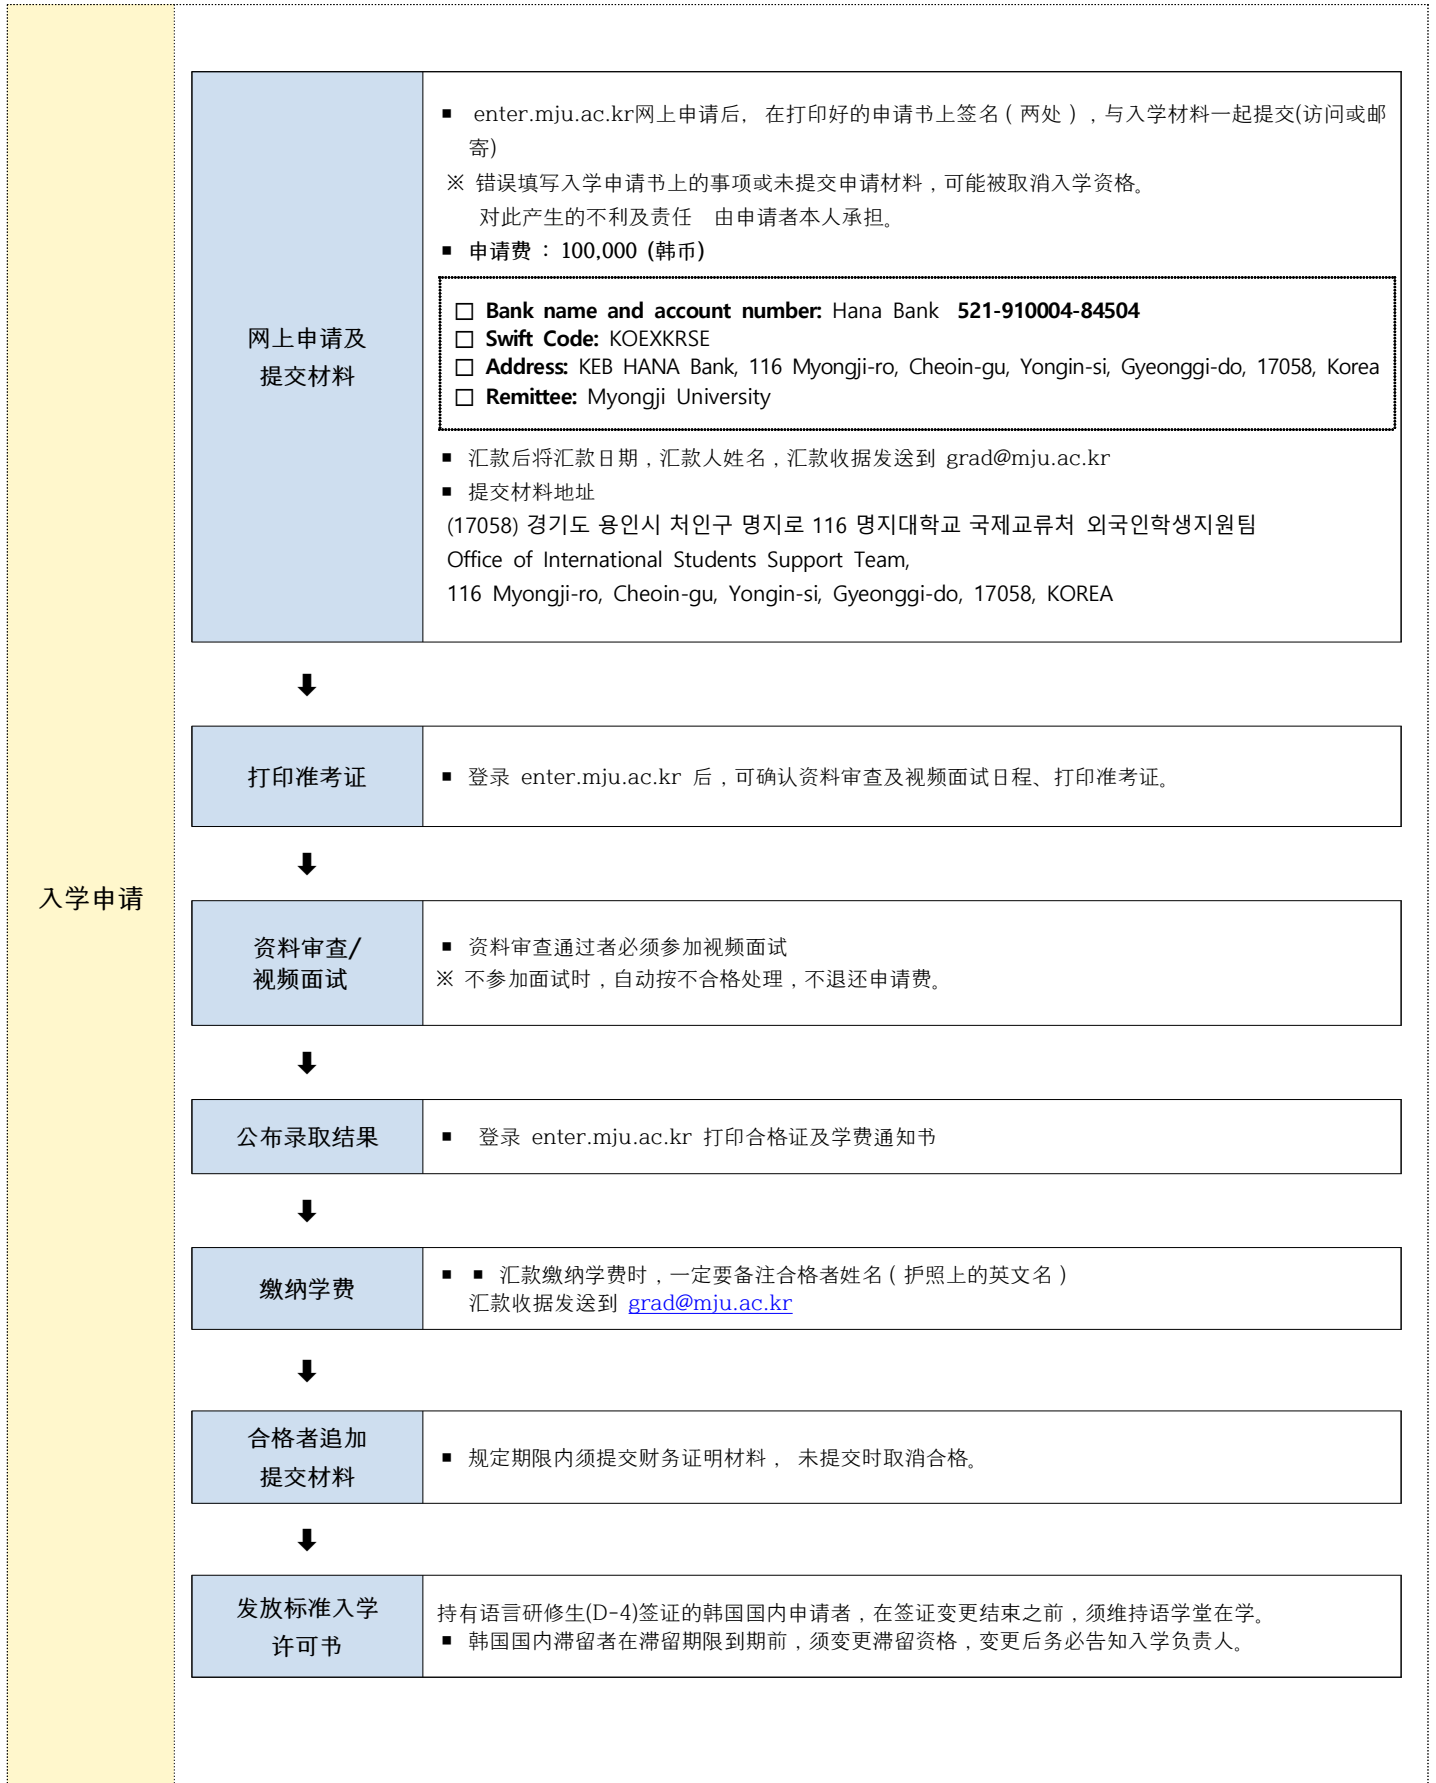 入学申请
网上申请及
提交材料
■ enter.mju.ac.kr网上申请后, 在打印好的申请书上签名 ( 两处 ) , 与入学材料一起提交(访问或邮
寄)
※ 错误填写入学申请书上的事项或未提交申请材料 , 可能被取消入学资格。
对此产生的不利及责任 由申请者本人承担。
■ 申请费 : 100,000 (韩币)
□ Bank name and account number: Hana Bank 521-910004-84504
□ Swift Code: KOEXKRSE
□ Address: KEB HANA Bank, 116 Myongji-ro, Cheoin-gu, Yongin-si, Gyeonggi-do, 17058, Korea
□ Remittee: Myongji University
■ 汇款后将汇款日期 , 汇款人姓名 , 汇款收据发送到 grad@mju.ac.kr
■ 提交材料地址
(17058) 경기도 용인시 처인구 명지로 116 명지대학교 국제교류처 외국인학생지원팀
Office of International Students Support Team,
116 Myongji-ro, Cheoin-gu, Yongin-si, Gyeonggi-do, 17058, KOREA
⬇
打印准考证
■ 登录 enter.mju.ac.kr 后 , 可确认资料审查及视频面试日程、打印准考证。
⬇
资料审查/
视频面试
■ 资料审查通过者必须参加视频面试
※ 不参加面试时 , 自动按不合格处理 , 不退还申请费。
⬇
公布录取结果
■ 登录 enter.mju.ac.kr 打印合格证及学费通知书
⬇
缴纳学费
■ ■ 汇款缴纳学费时 , 一定要备注合格者姓名 ( 护照上的英文名 )
汇款收据发送到 grad@mju.ac.kr
⬇
合格者追加
提交材料
■ 规定期限内须提交财务证明材料 , 未提交时取消合格。
⬇
发放标准入学
许可书
持有语言研修生(D-4)签证的韩国国内申请者 , 在签证变更结束之前 , 须维持语学堂在学。
■ 韩国国内滞留者在滞留期限到期前 , 须变更滞留资格 , 变更后务必告知入学负责人。